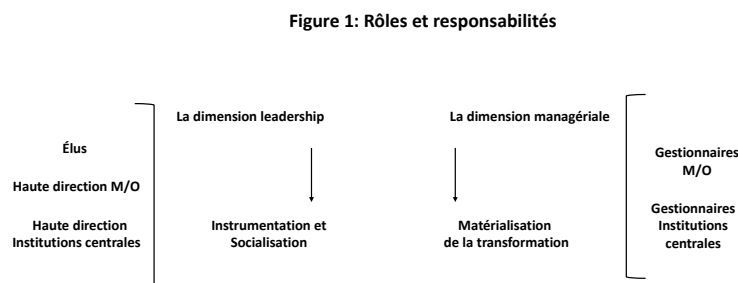 Figure 1: Rôles et responsabilités
La dimension leadership
La dimension managériale
Élus
Haute direction M/O
Haute direction
Institutions centrales
Instrumentation et
Socialisation
Matérialisation
de la transformation
Gestionnaires
M/O
Gestionnaires
Institutions
centrales